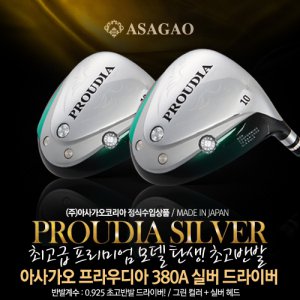 ASAGAO
PROUDIA
10
PROUDIA
10
(주)아사가오코리아 정식수입상품 / MADE IN JAPAN
PROUDIA SILVER
최고급 프리미엄 모델 탄생! 초고반발
아사가오 프라우디아 380A 실버 드라이버
반발계수 : 0.925 초고반발 드라이버! / 그린 컬러 + 실버 헤드